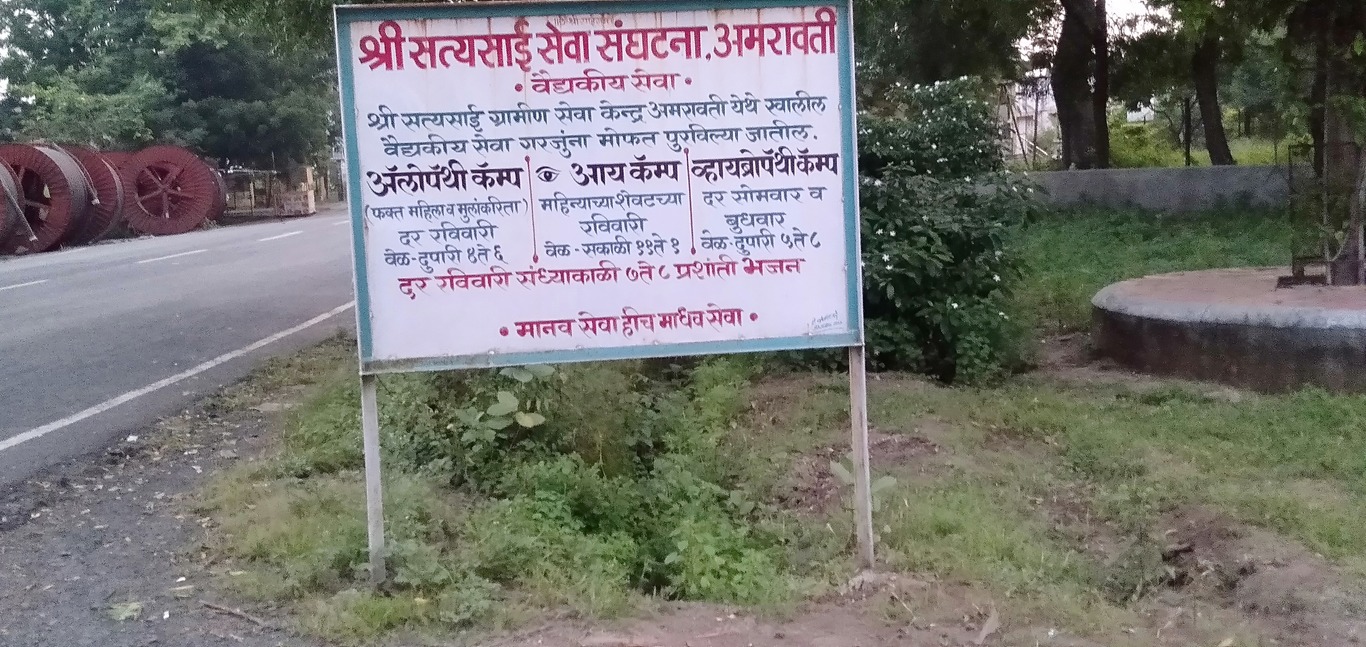 श्री सत्यसाई सेवा संघटना, अमरावती
• वैद्यकीय सेवा •
श्री सत्यसाई ग्रामीण सेवा केन्द्र अमरावती येथे खालील
वैद्यकीय सेवा गरजुंना मोफत पुरविल्या जातील.
ॲलोपॅथी कॅम्प
(फक्त महिला व मुलांकरिता)
दर रविवारी
वेळ-दुपारी ४ ते ६
आय कॅम्प
महिन्याच्या शेवटच्या
रविवारी
वेळ - सकाळी ११ ते १
व्हायब्रोपॅथी कॅम्प
दर सोमवार व
बुधवार
वेळ-दुपारी ५ ते ८
दर रविवारी संध्याकाळी ७ ते ८ प्रशांती भजन
• मानव सेवा हीच माधव सेवा •